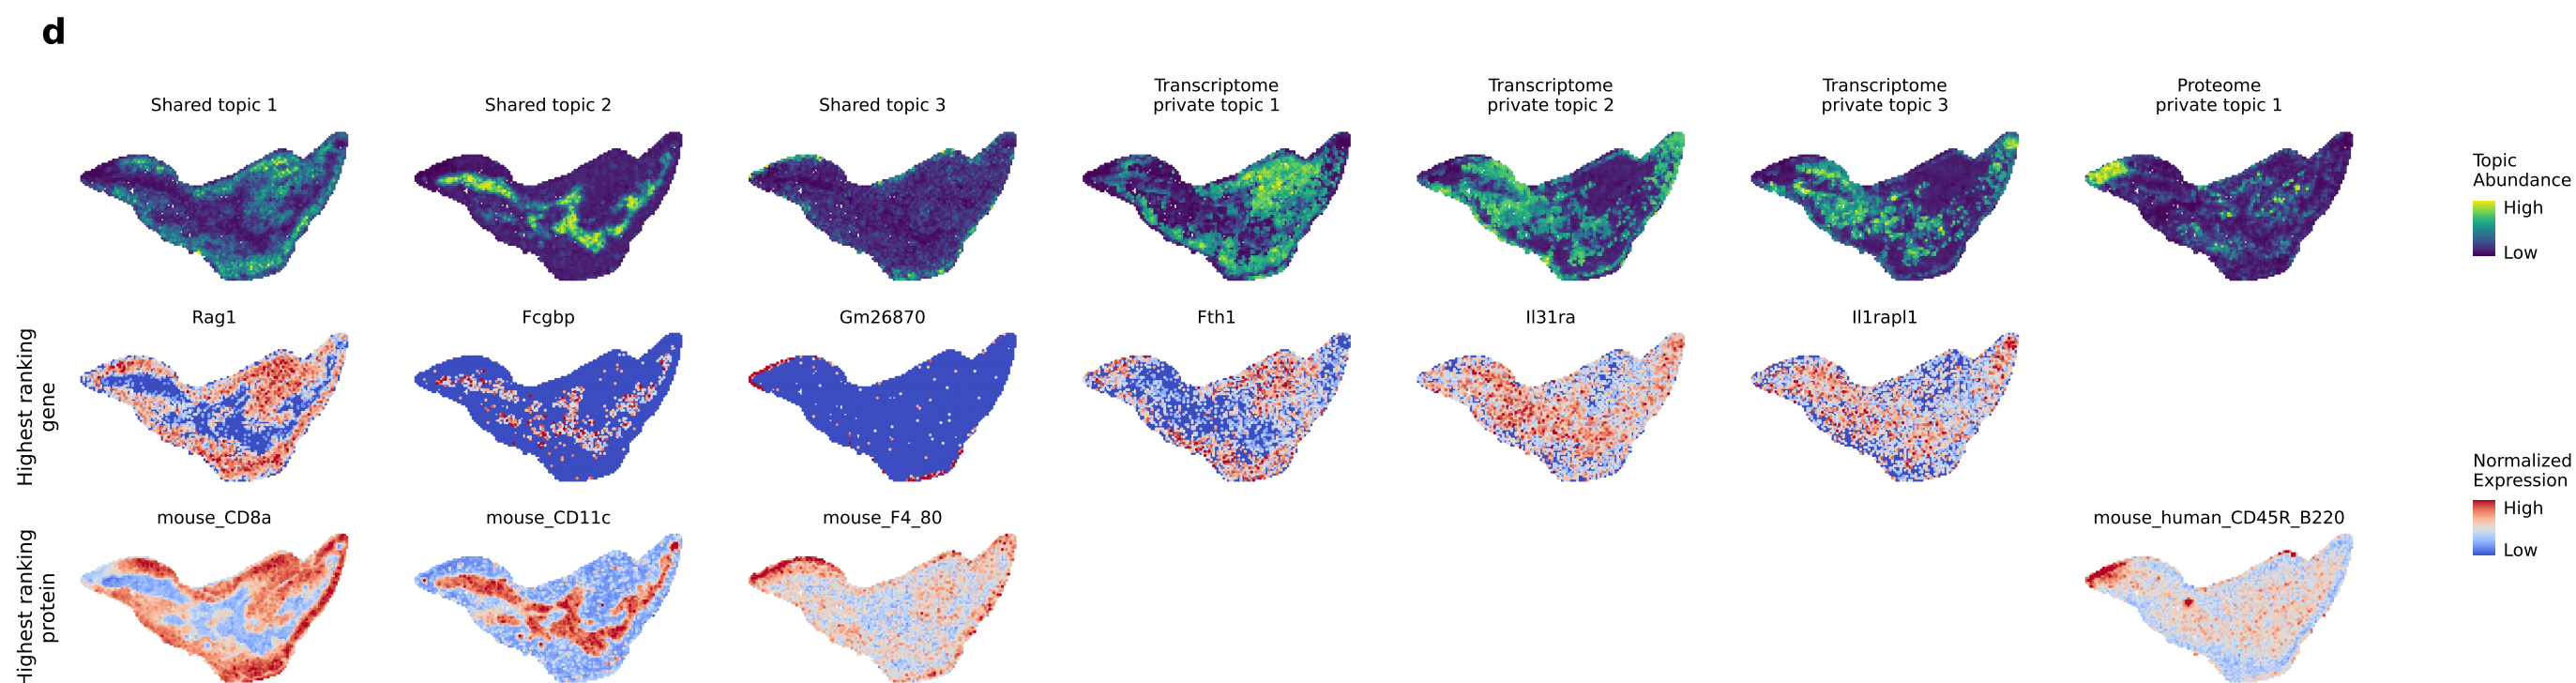 d
Shared topic 1
Shared topic 2
Shared topic 3
Transcriptome
private topic 1
Transcriptome
private topic 2
Transcriptome
private topic 3
Proteome
private topic 1
Topic
Abundance
High
Low
Highest ranking
gene
Rag1
Fcgbp
Gm26870
Fth1
Il31ra
Il1rapl1
Normalized
Expression
High
Low
Highest ranking
protein
mouse_CD8a
mouse_CD11c
mouse_F4_80
mouse_human_CD45R_B220